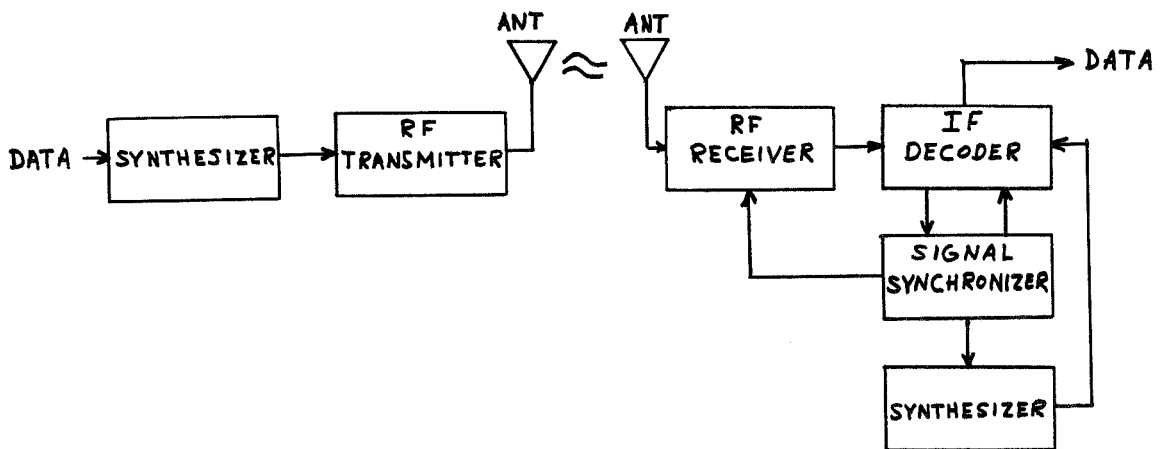 ANT
ANT
DATA
DATA
SYNTHESIZER
RF
TRANSMITTER
RF
RECEIVER
IF
DECODER
SIGNAL
SYNCHRONIZER
SYNTHESIZER